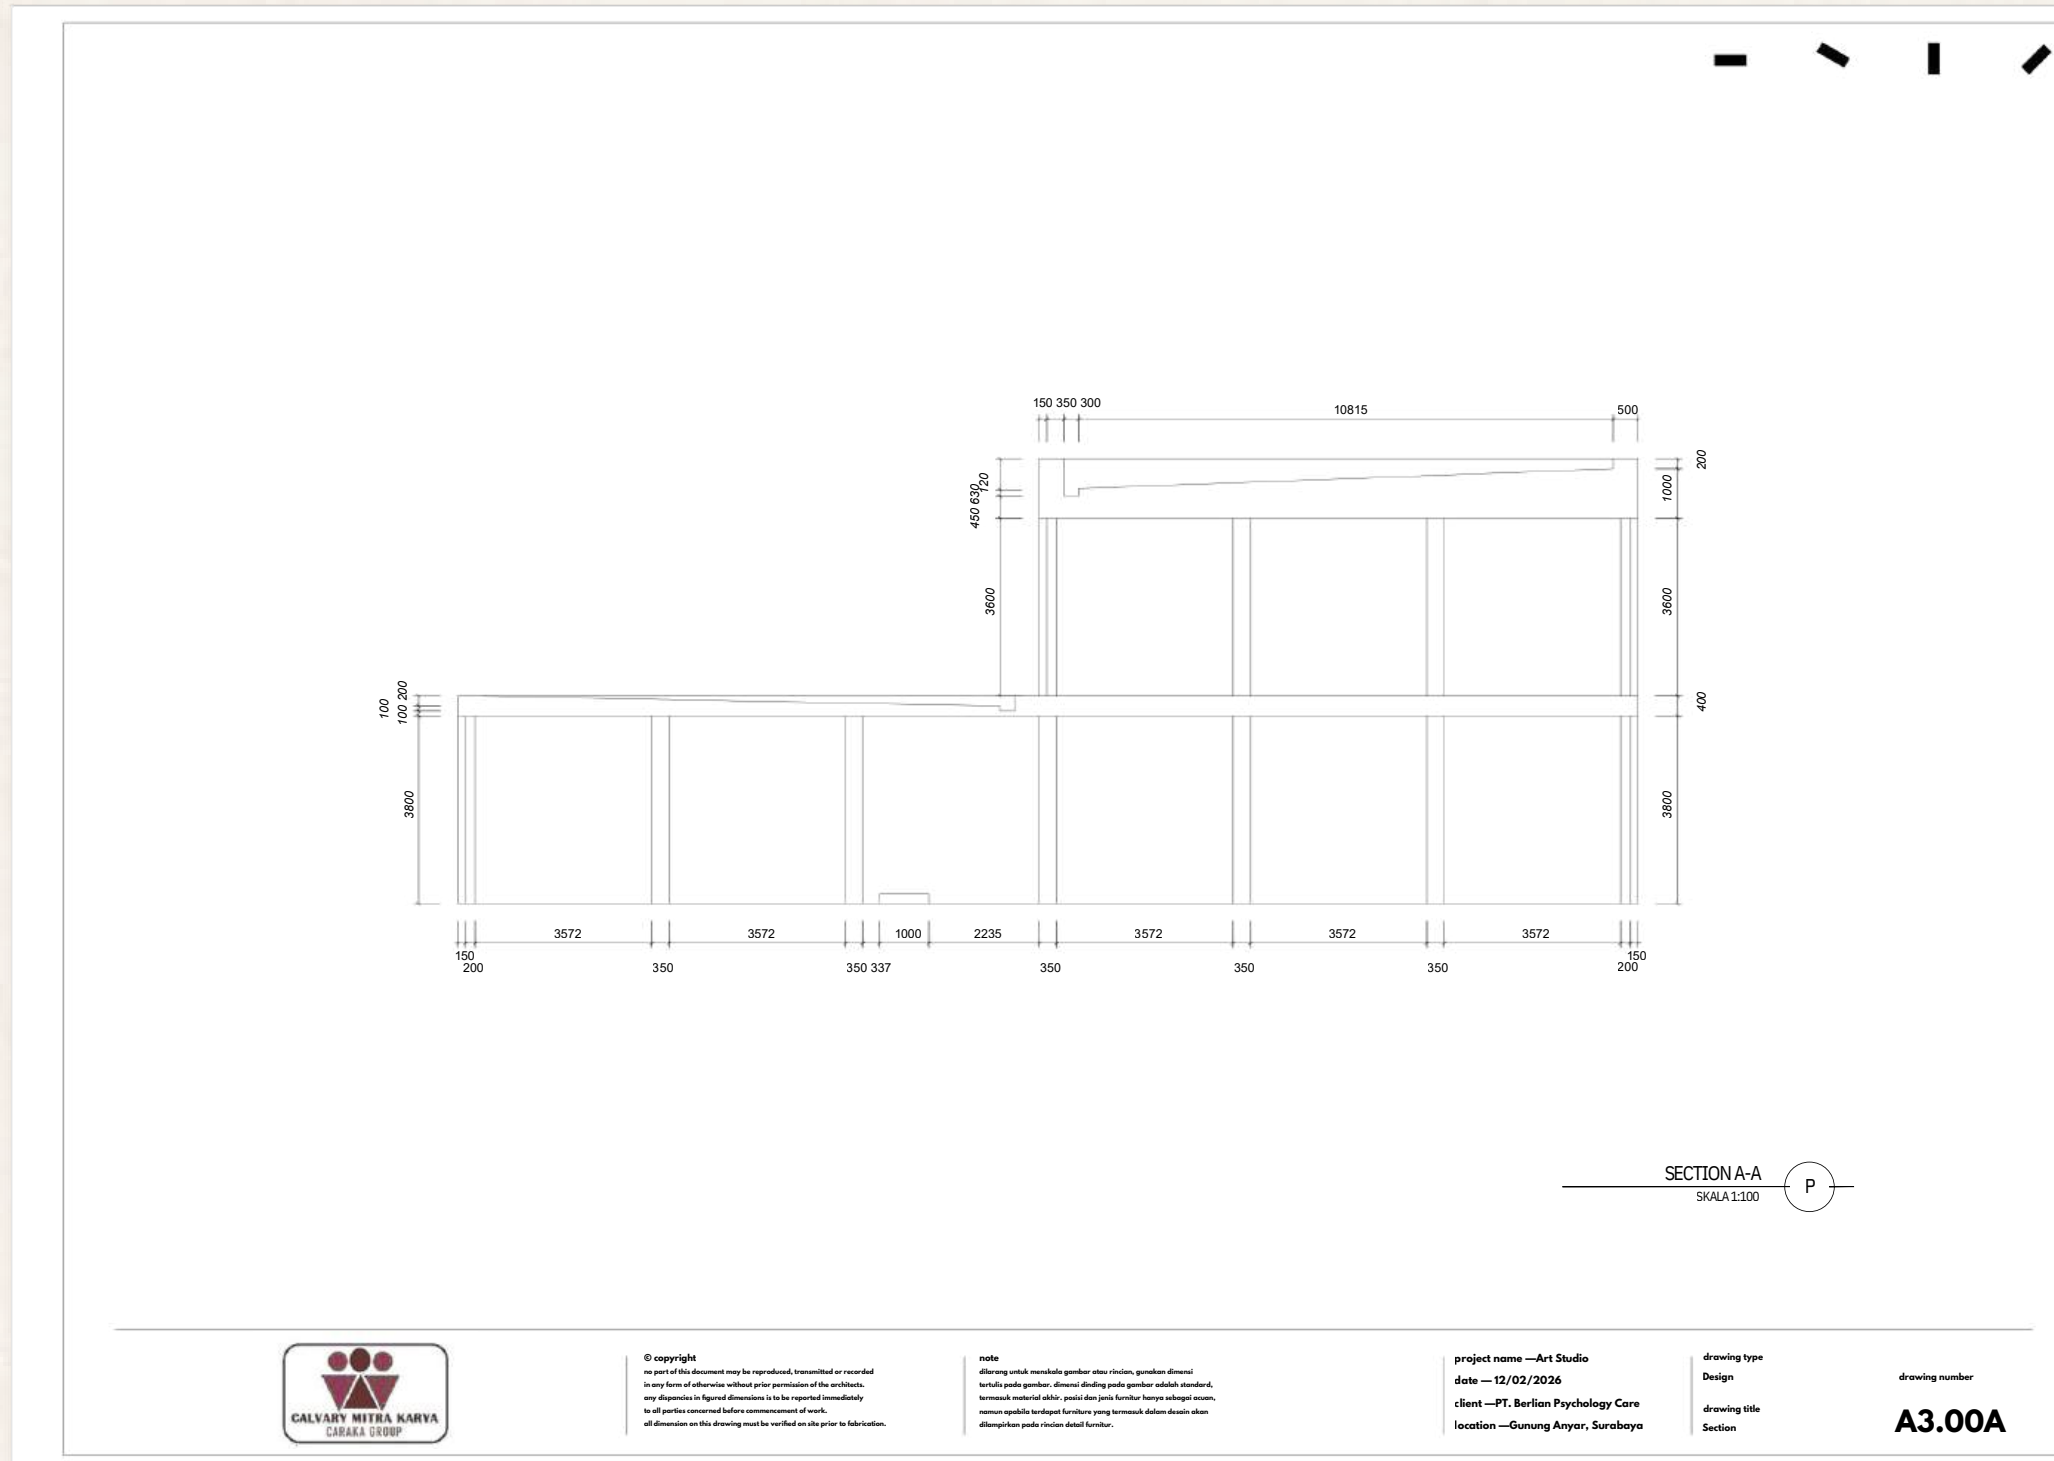 150 350 300
10815
500
120
450 630
200
1000
3600
3600
100
100 200
400
3800
3800
3572
3572
1000
2235
3572
3572
3572
150
200
350
350 337
350
350
350
150
200
SECTION A-A
SKALA 1:100
P
CALVARY MITRA KARYA
CARAKA GROUP
© copyright
no part of this document may be reproduced, transmitted or recorded
in any form of otherwise without prior permission of the architects.
any dispancies in figured dimensions is to be reported immediately
to all parties concerned before commencement of work.
all dimension on this drawing must be verified on site prior to fabrication.
note
dilarang untuk menskala gambar atau rincian, gunakan dimensi
tertulis pada gambar. dimensi dinding pada gambar adalah standard,
termasuk material akhir. posisi dan jenis furnitur hanya sebagai acuan,
namun apabila terdapat furniture yang termasuk dalam desain akan
dilampirkan pada rincian detail furnitur.
project name —Art Studio
date — 12/02/2026
client —PT. Berlian Psychology Care
location —Gunung Anyar, Surabaya
drawing type
Design
drawing title
Section
drawing number
A3.00A